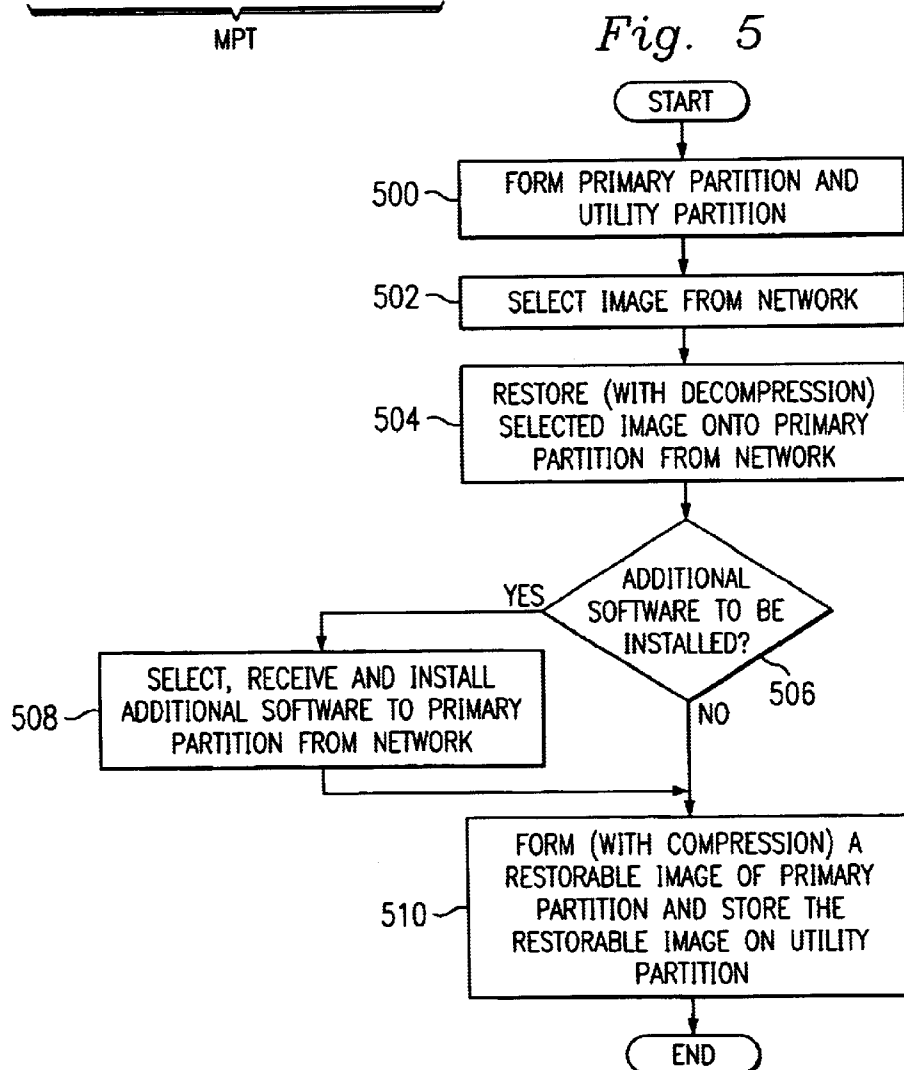 MPT
Fig. 5
START
500
FORM PRIMARY PARTITION AND
UTILITY PARTITION
502
SELECT IMAGE FROM NETWORK
504
RESTORE (WITH DECOMPRESSION)
SELECTED IMAGE ONTO PRIMARY
PARTITION FROM NETWORK
YES
ADDITIONAL
SOFTWARE TO BE
INSTALLED?
506
NO
508
SELECT, RECEIVE AND INSTALL
ADDITIONAL SOFTWARE TO PRIMARY
PARTITION FROM NETWORK
510
FORM (WITH COMPRESSION) A
RESTORABLE IMAGE OF PRIMARY
PARTITION AND STORE THE
RESTORABLE IMAGE ON UTILITY
PARTITION
END